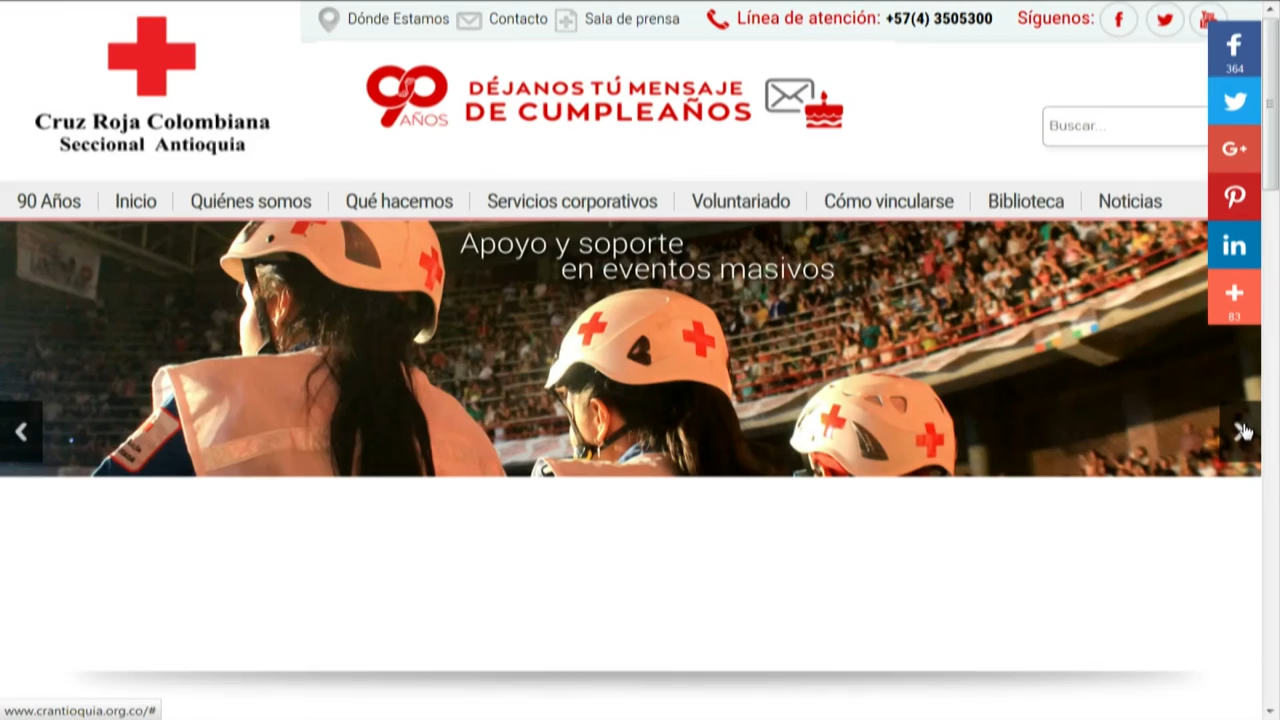 Dónde Estamos
Contacto
Sala de prensa
Línea de atención: +57(4) 3505300
Síguenos:
You
364
Cruz Roja Colombiana
Seccional Antioquia
90 AÑOS
DÉJANOS TÚ MENSAJE
DE CUMPLEAÑOS
Buscar...
G+
in
83
90 Años
Inicio
Quiénes somos
Qué hacemos
Servicios corporativos
Voluntariado
Cómo vincularse
Biblioteca
Noticias
Apoyo y soporte
en eventos masivos
www.crantioquia.org.co/#